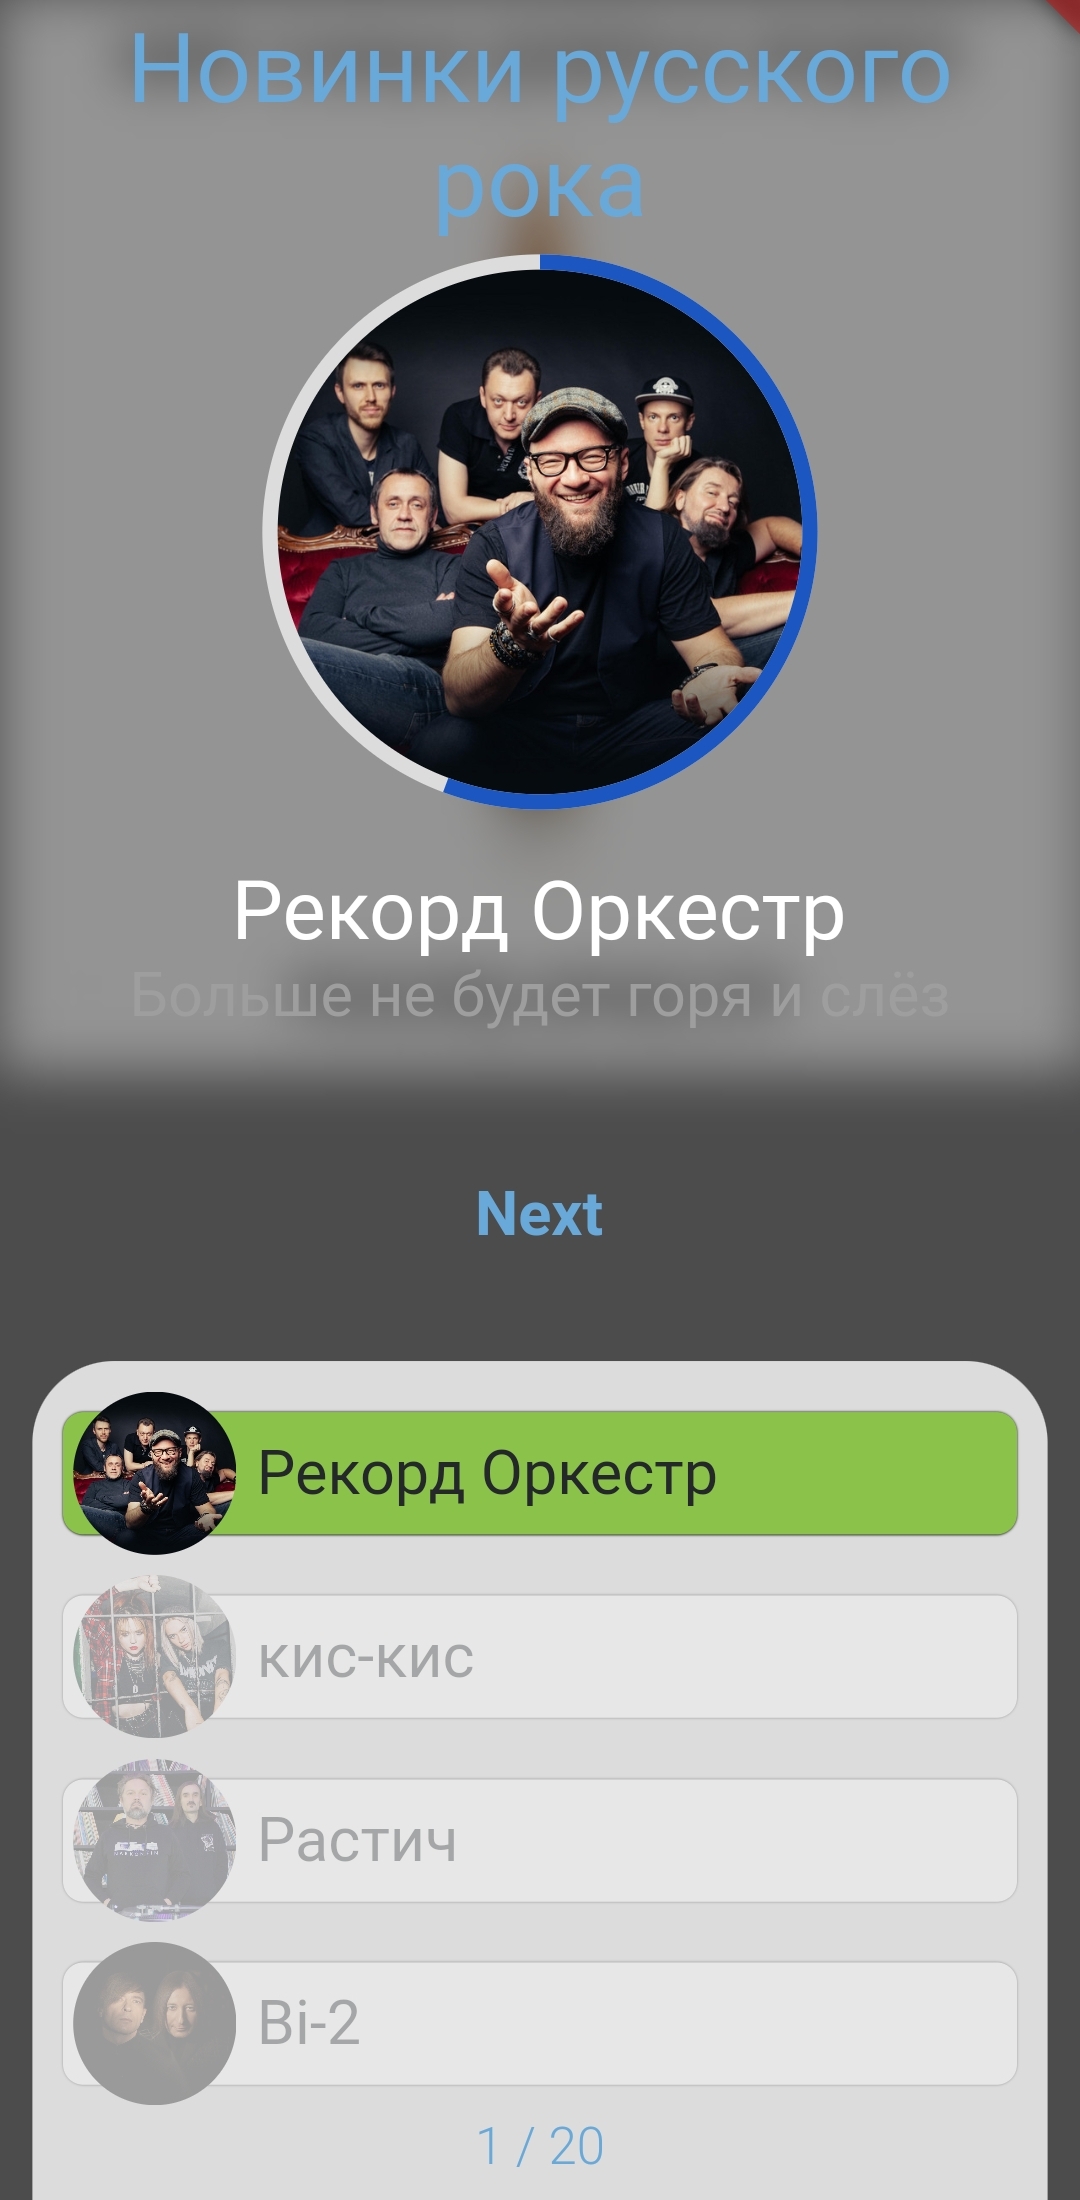 Новинки русского
рока
Рекорд Оркестр
Больше не будет горя и слёз
Next
Рекорд Оркестр
кис-кис
Растич
Bi-2
1 / 20